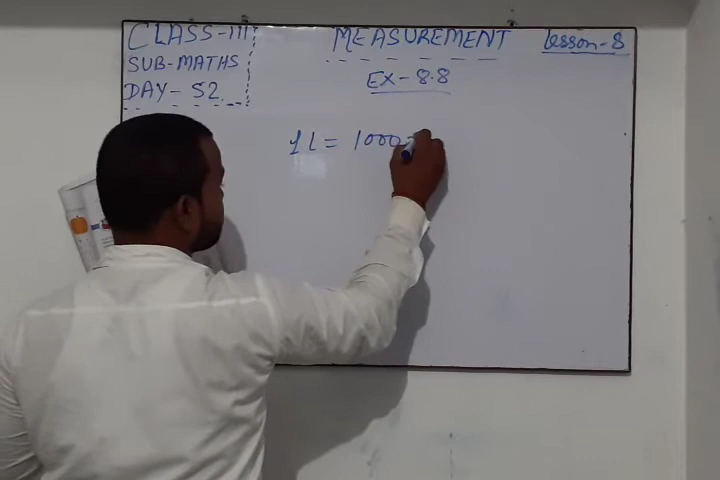 CLASS-III
SUB-MATHS
DAY-52
MEASUREMENT
EX-8.8
Lesson-8
1L = 1000